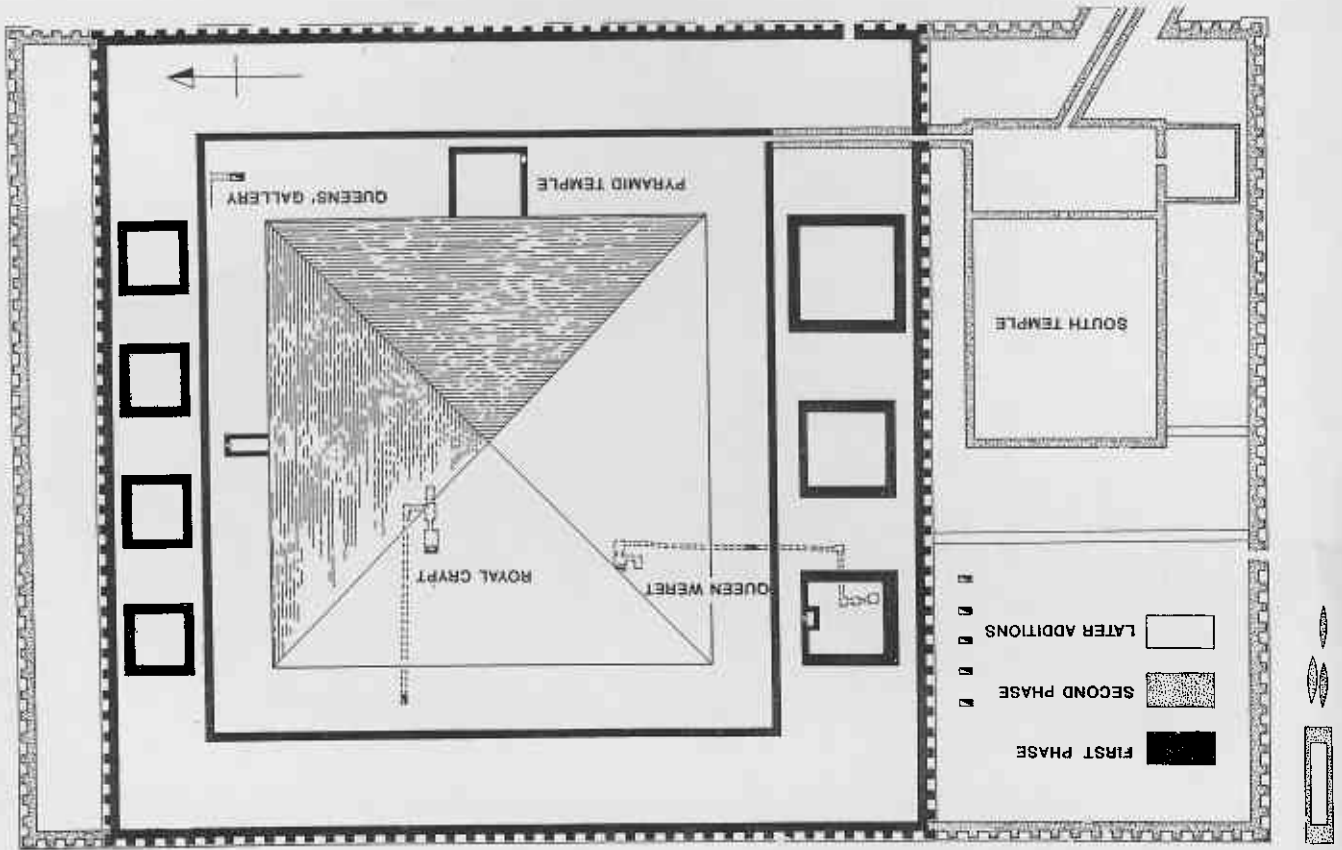 FIRST PHASE
SECOND PHASE
LATER ADDITIONS
QUEEN WERET
ROYAL CRYPT
SOUTH TEMPLE
PYRAMID TEMPLE
QUEENS' GALLERY